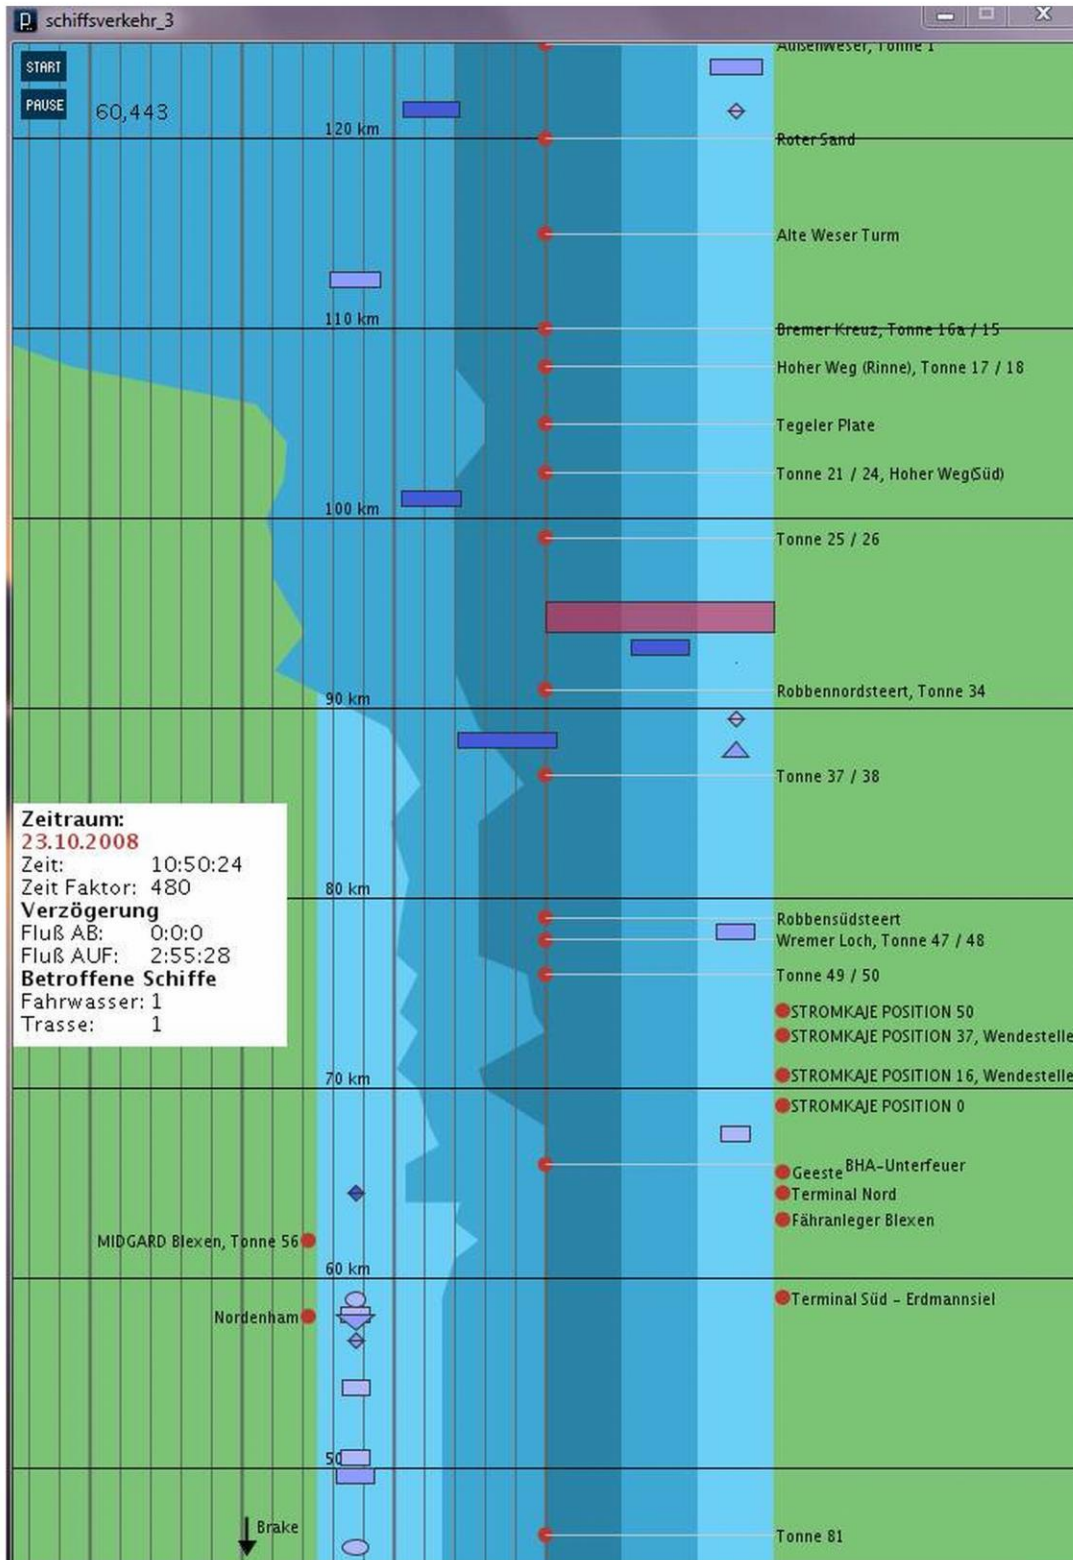 schiffsverkehr_3
Außenweser, Tonne 1
START
PAUSE
60,443
120 km
Roter Sand
Alte Weser Turm
110 km
Bremer Kreuz, Tonne 16a / 15
Hoher Weg (Rinne), Tonne 17 / 18
Tegeler Plate
Tonne 21 / 24, Hoher Weg(Süd)
100 km
Tonne 25 / 26
Robbennordsteert, Tonne 34
90 km
Tonne 37 / 38
Zeitraum:
23.10.2008
Zeit: 10:50:24
Zeit Faktor: 480
Verzögerung
Fluß AB: 0:0:0
Fluß AUF: 2:55:28
Betroffene Schiffe
Fahrwasser: 1
Trasse: 1
80 km
Robbensüdsteert
Wremer Loch, Tonne 47 / 48
Tonne 49 / 50
STROMKAJE POSITION 50
STROMKAJE POSITION 37, Wendestelle
70 km
STROMKAJE POSITION 16, Wendestelle
STROMKAJE POSITION 0
BHA-Unterfeuer
Geeste
Terminal Nord
Fähranleger Blexen
MIDGARD Blexen, Tonne 56
60 km
Terminal Süd - Erdmannsiel
Nordenham
50
Brake
Tonne 81